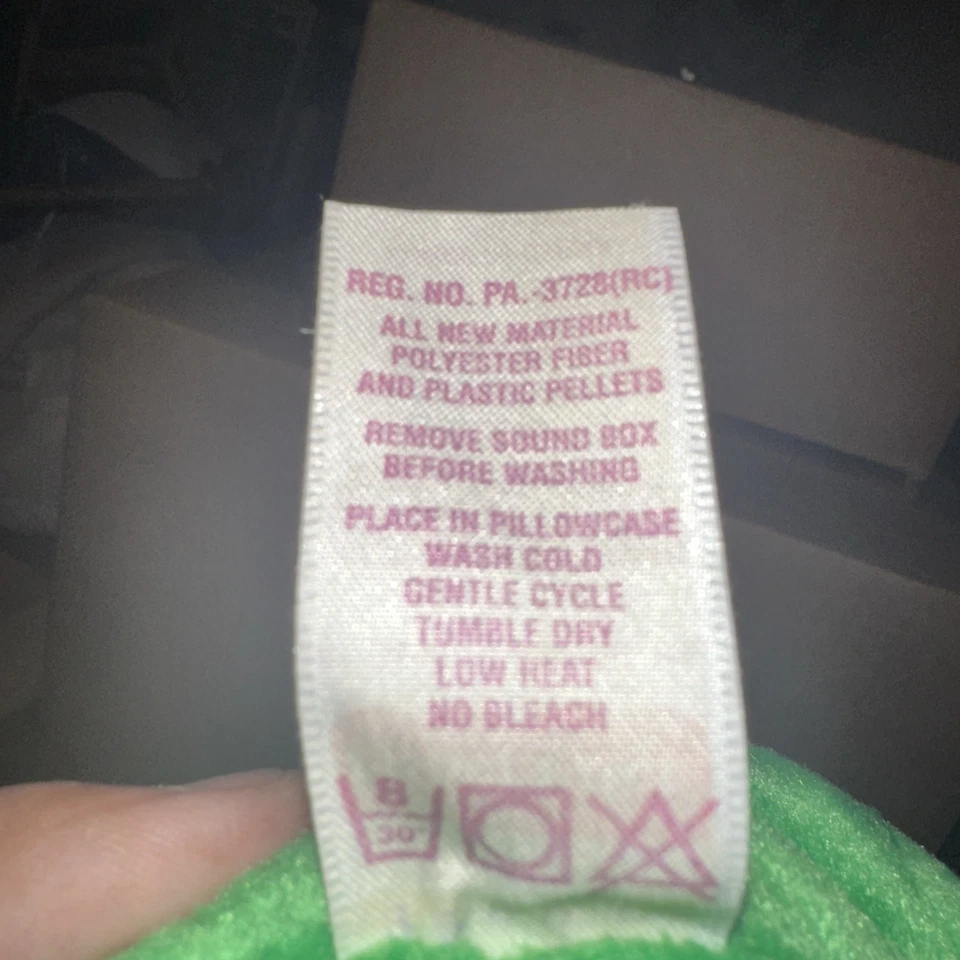 REG. NO. PA.-3728(RC)
ALL NEW MATERIAL
POLYESTER FIBER
AND PLASTIC PELLETS
REMOVE SOUND BOX
BEFORE WASHING
PLACE IN PILLOWCASE
WASH COLD
GENTLE CYCLE
TUMBLE DRY
LOW HEAT
NO BLEACH
8
30°